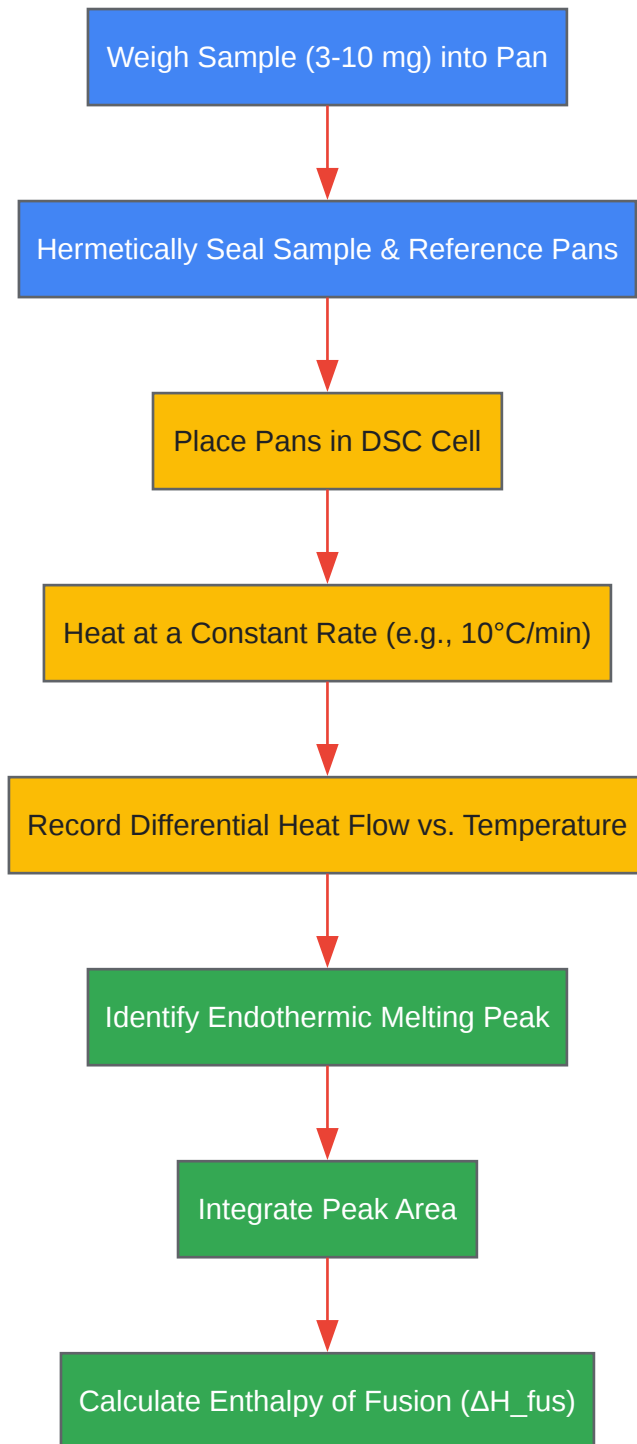 Weigh Sample (3-10 mg) into Pan
Hermetically Seal Sample & Reference Pans
Place Pans in DSC Cell
Heat at a Constant Rate (e.g., 10°C/min)
Record Differential Heat Flow vs. Temperature
Identify Endothermic Melting Peak
Integrate Peak Area
Calculate Enthalpy of Fusion (ΔH_fus)